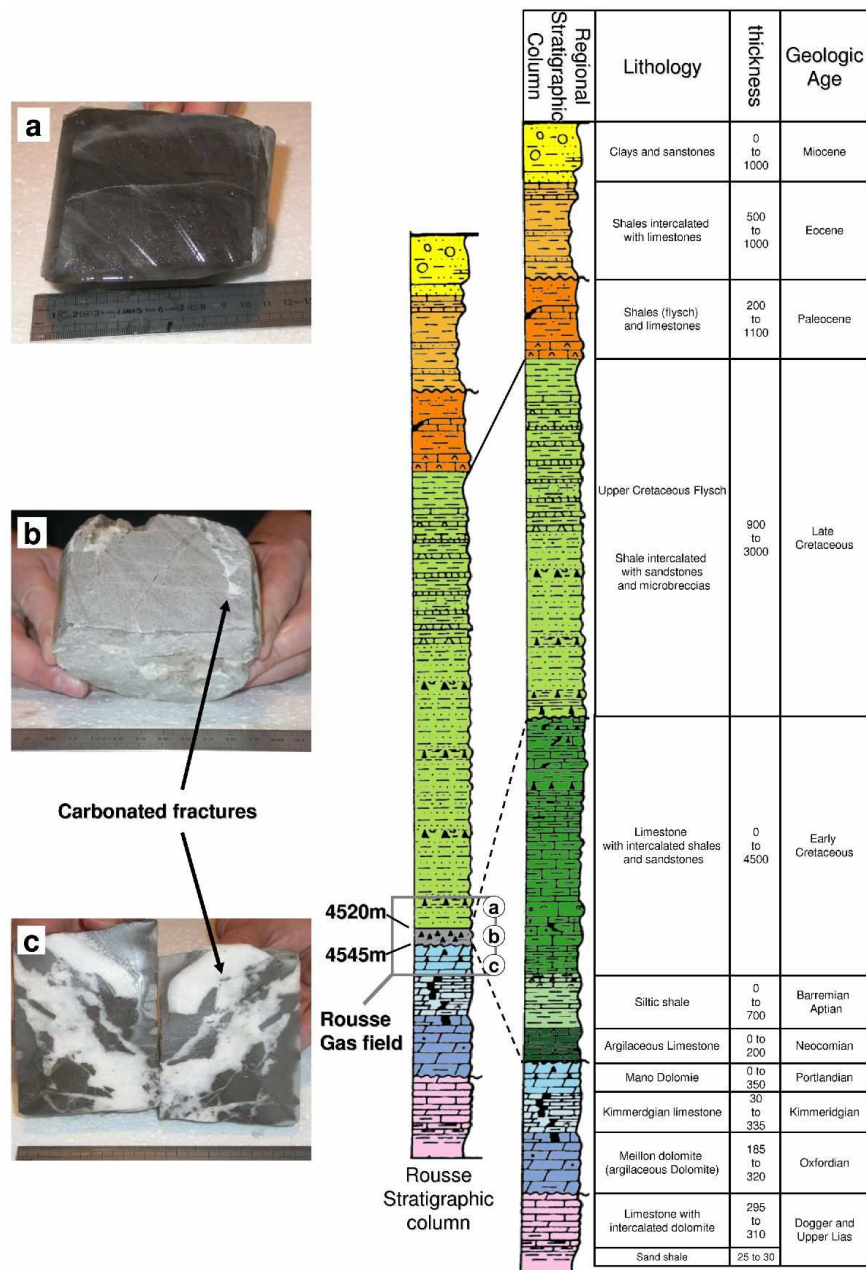 a
b
Carbonated fractures
c
4520m
4545m
Rousse
Gas field
a
b
c
Rousse
Stratigraphic
column
Regional
Stratigraphic
Column
Lithology
thickness
Geologic
Age
Clays and sanstones
0
to
1000
Miocene
Shales intercalated
with limestones
500
to
1000
Eocene
Shales (flysch)
and limestones
200
to
1100
Paleocene
Upper Cretaceous Flysch
Shale intercalated
with sandstones
and microbreccias
900
to
3000
Late
Cretaceous
Limestone
with intercalated shales
and sandstones
0
to
4500
Early
Cretaceous
Siltic shale
0
to
700
Barremian
Aptian
Argilaceous Limestone
0 to
200
Neocomian
Mano Dolomie
0 to
350
Portlandian
Kimmerdgian limestone
30
to
335
Kimmeridgian
Meillon dolomite
(argilaceous Dolomite)
185
to
320
Oxfordian
Limestone with
intercalated dolomite
295
to
310
Dogger and
Upper Lias
Sand shale
25 to 30